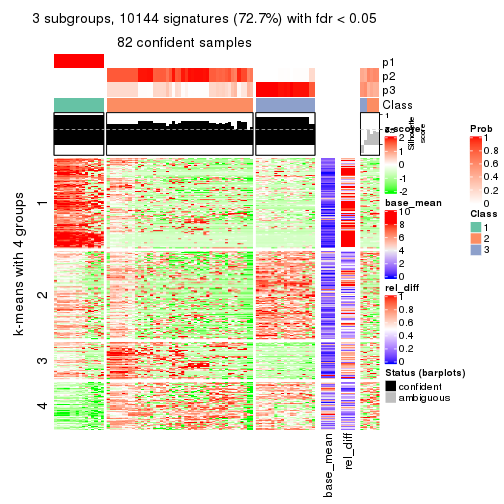 3 subgroups, 10144 signatures (72.7%) with fdr < 0.05
82 confident samples
p1
p2
p3
Class
1
Silhouette
score
z-score
2
1
0
-1
-2
base_mean
10
8
6
4
2
0
rel_diff
1
0.8
0.6
0.4
0.2
0
Status (barplots)
confident
ambiguous
Prob
1
0.8
0.6
0.4
0.2
0
Class
1
2
3
k-means with 4 groups
1
2
3
4
base_mean
rel_diff